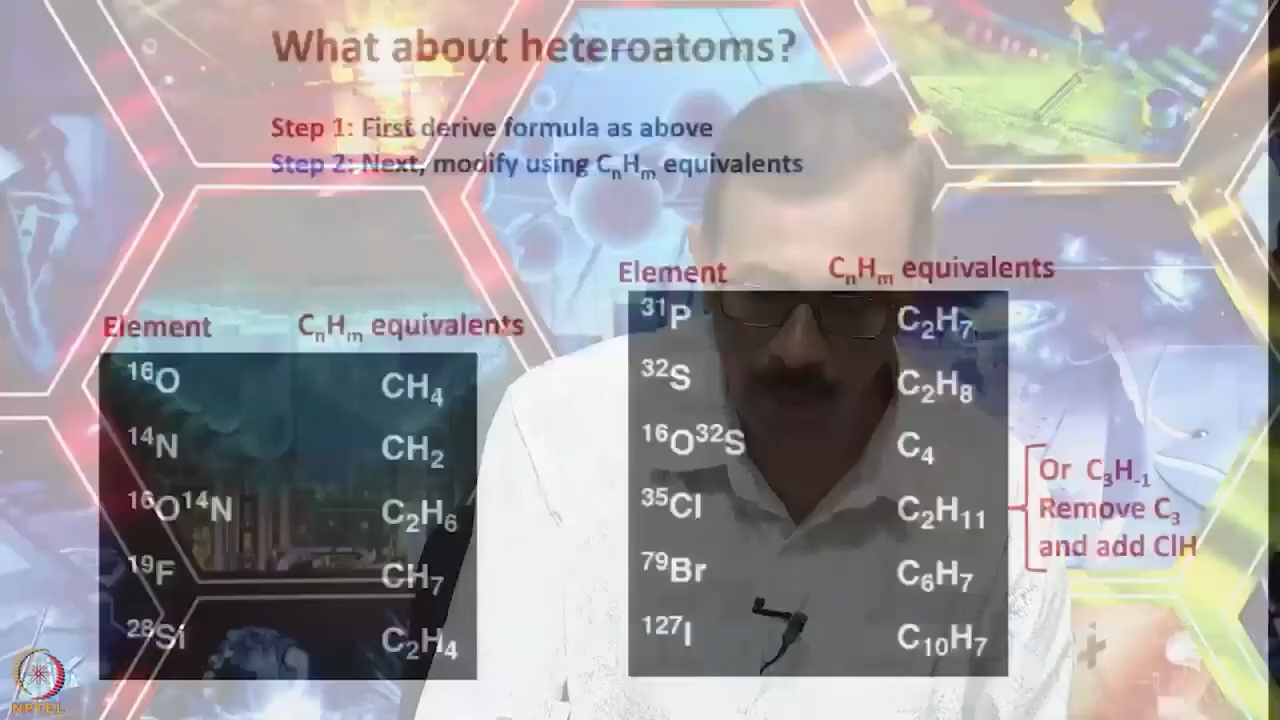 What about heteroatoms?
Step 1: First derive formula as above
Step 2: Next, modify using CₙHₘ equivalents
Element CₙHₘ equivalents
¹⁶O CH₄
¹⁴N CH₂
¹⁶O¹⁴N C₂H₆
¹⁹F CH₇
²⁸Si C₂H₄
Element CₙHₘ equivalents
³¹P C₂H₇
³²S C₂H₈
¹⁶O³²S C₄
³⁵Cl C₂H₁₁
⁷⁹Br C₆H₇
¹²⁷I C₁₀H₇
Or C₃H₋₁
Remove C₃
and add ClH
NPTEL